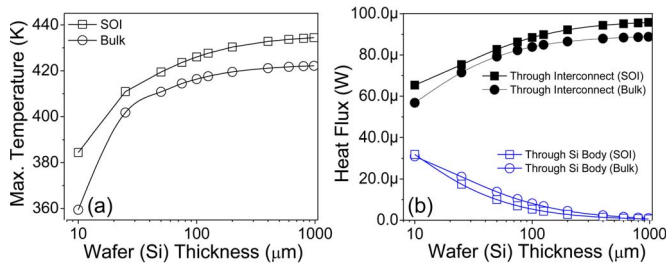 440
420
400
380
360
Max. Temperature (K)
SOI
Bulk
(a)
10
100
1000
Wafer (Si) Thickness (μm)
100.0μ
80.0μ
60.0μ
40.0μ
20.0μ
0.0
Heat Flux (W)
Through Interconnect (SOI)
Through Interconnect (Bulk)
Through Si Body (SOI)
Through Si Body (Bulk)
(b)
10
100
1000
Wafer (Si) Thickness (μm)